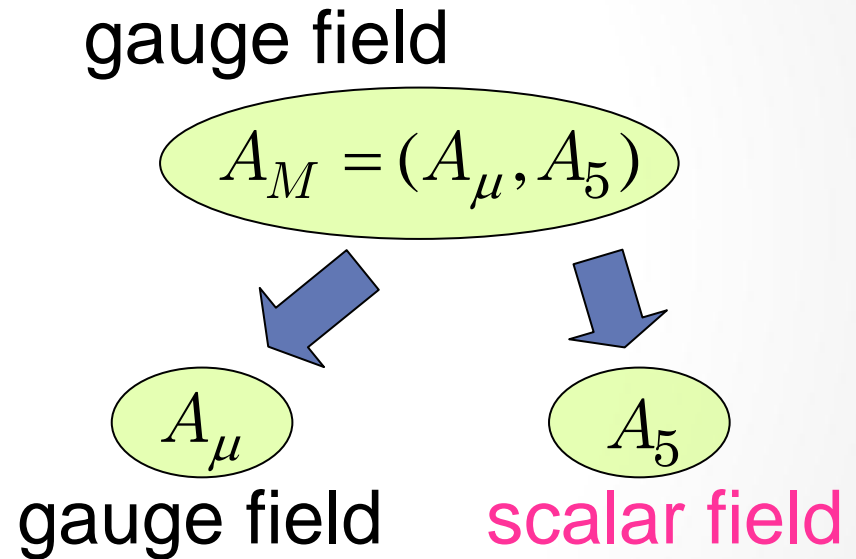 gauge field
A_M = (A_μ, A_5)
A_μ A_5
gauge field scalar field